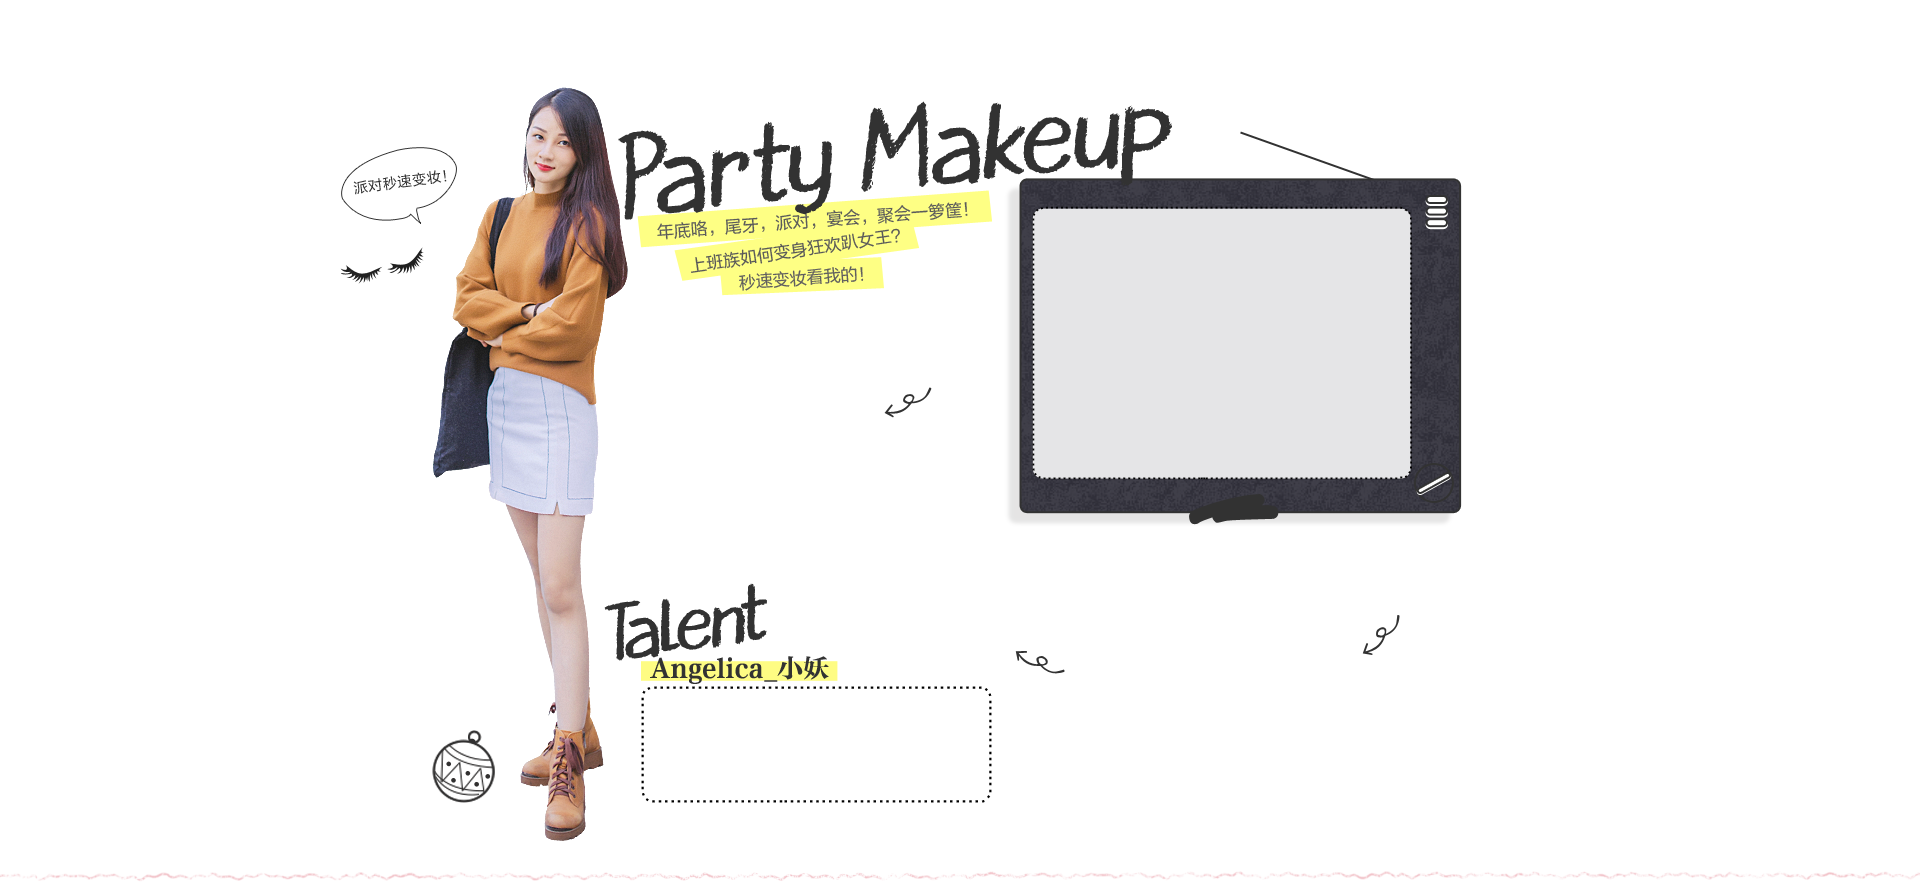 Party Makeup
派对秒速变妆！
年底咯，尾牙，派对，宴会，聚会一箩筐！
上班族如何变身狂欢趴女王？
秒速变妆看我的！
Talent
Angelica_小妖